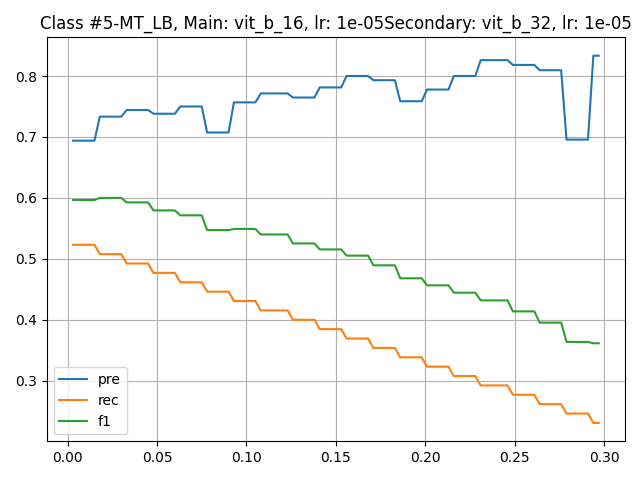 Class #5-MT_LB, Main: vit_b_16, lr: 1e-05Secondary: vit_b_32, lr: 1e-05
0.8
0.7
0.6
0.5
0.4
0.3
pre
rec
f1
0.00 0.05 0.10 0.15 0.20 0.25 0.30